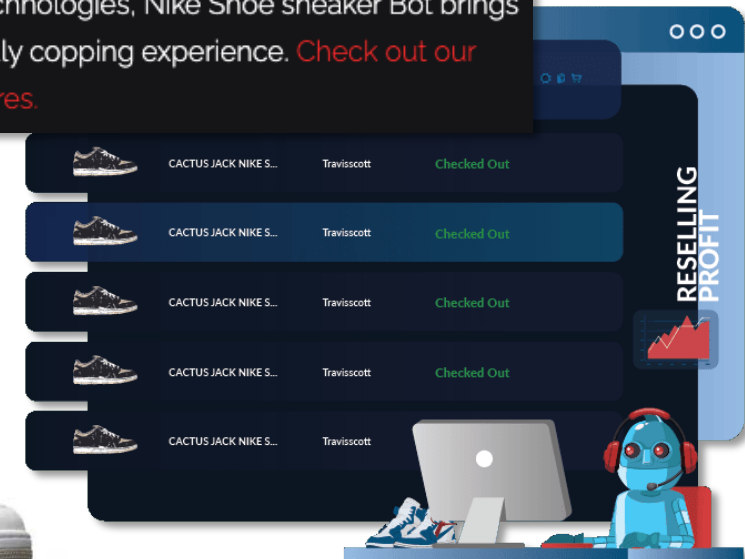 chnologies, Nike Shoe sneaker Bot brings
ly copping experience. Check out our
res.
CACTUS JACK NIKE S... Travisscott Checked Out
CACTUS JACK NIKE S... Travisscott Checked Out
CACTUS JACK NIKE S... Travisscott Checked Out
CACTUS JACK NIKE S... Travisscott Checked Out
CACTUS JACK NIKE S... Travisscott
RESELLING
PROFIT